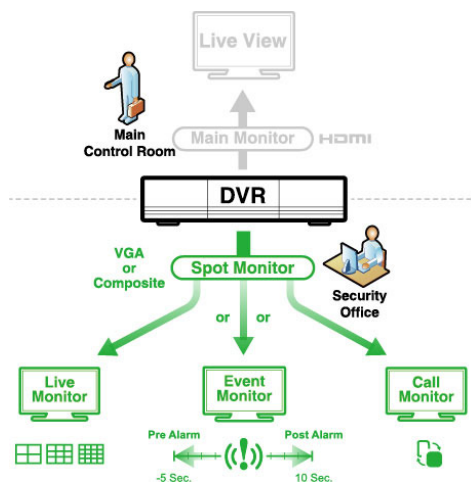 Live View
Main
Control Room
Main Monitor
HDMI
DVR
VGA
or
Composite
Spot Monitor
Security
Office
or
or
Live
Monitor
Event
Monitor
Call
Monitor
Pre Alarm
Post Alarm
-5 Sec.
10 Sec.